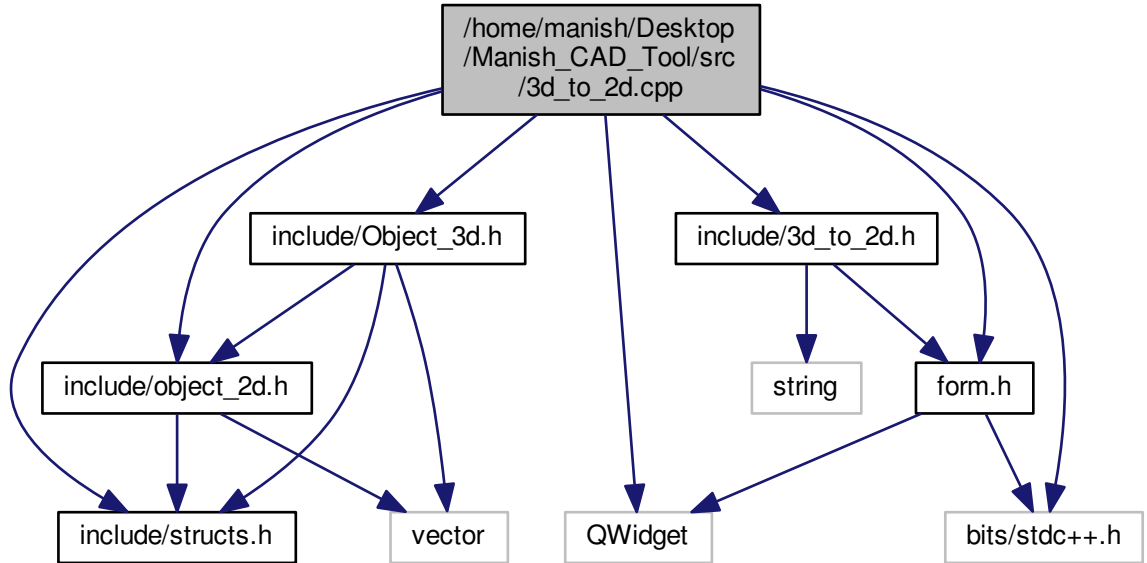 /home/manish/Desktop
/Manish_CAD_Tool/src
/3d_to_2d.cpp
include/Object_3d.h
include/3d_to_2d.h
include/object_2d.h
string
form.h
include/structs.h
vector
QWidget
bits/stdc++.h